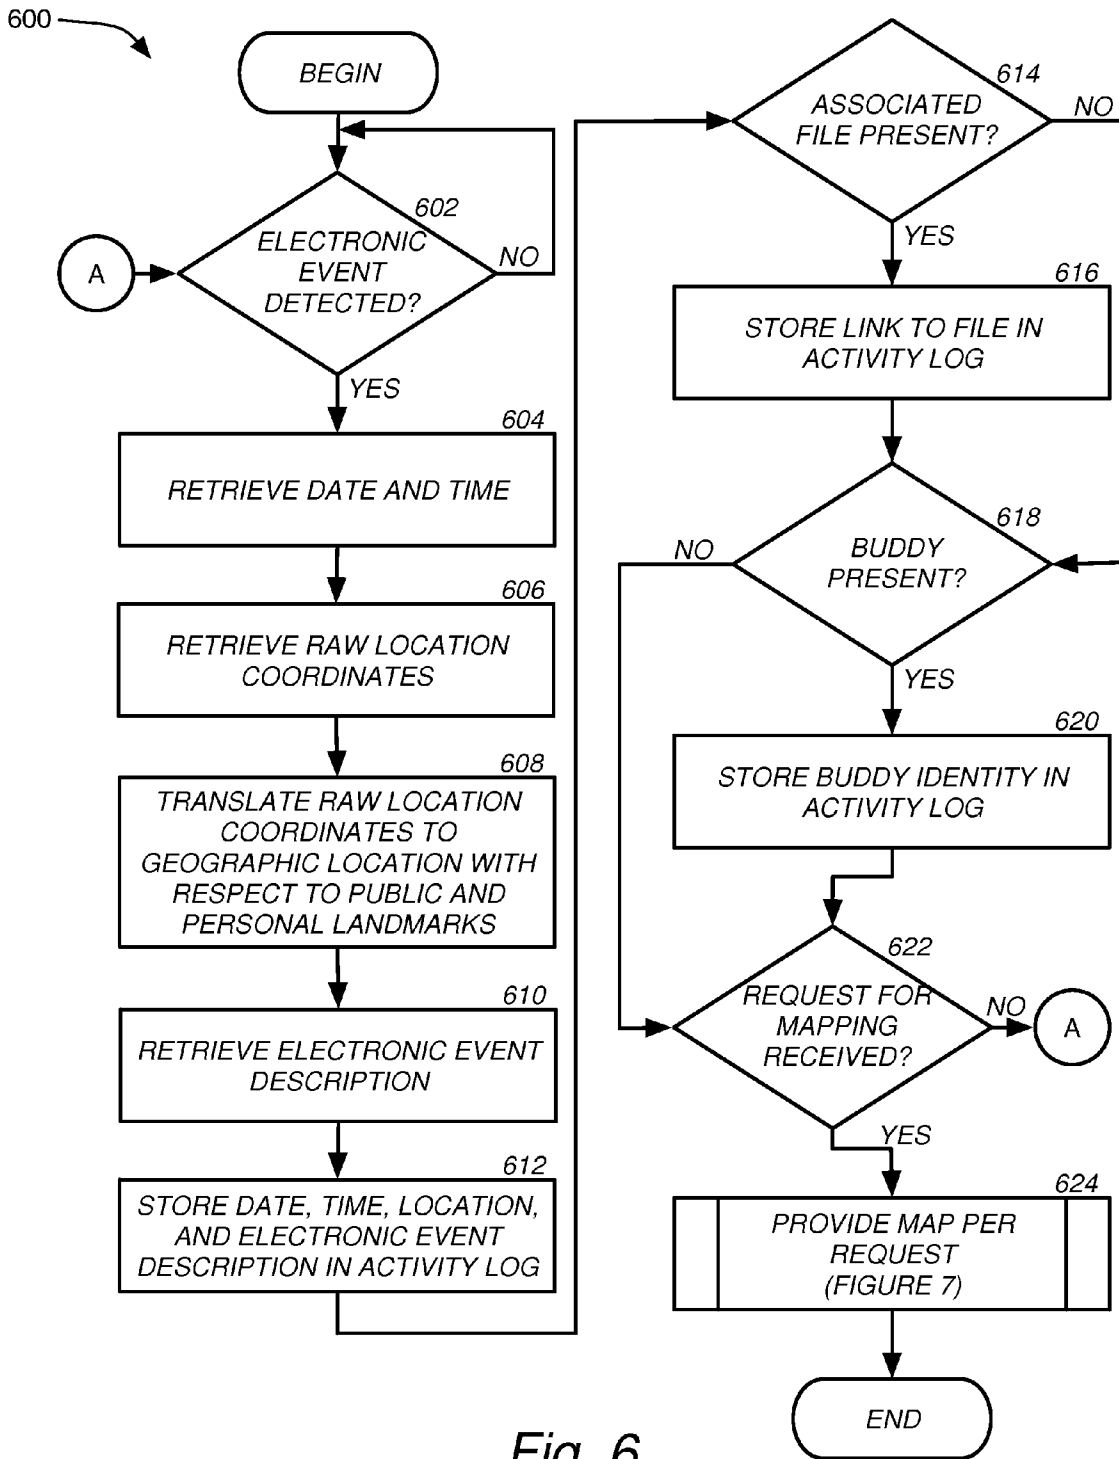 600
BEGIN
602
ELECTRONIC
EVENT
DETECTED?
NO
A
YES
604
RETRIEVE DATE AND TIME
606
RETRIEVE RAW LOCATION
COORDINATES
608
TRANSLATE RAW LOCATION
COORDINATES TO
GEOGRAPHIC LOCATION WITH
RESPECT TO PUBLIC AND
PERSONAL LANDMARKS
610
RETRIEVE ELECTRONIC EVENT
DESCRIPTION
612
STORE DATE, TIME, LOCATION,
AND ELECTRONIC EVENT
DESCRIPTION IN ACTIVITY LOG
614
ASSOCIATED
FILE PRESENT?
NO
YES
616
STORE LINK TO FILE IN
ACTIVITY LOG
618
BUDDY
PRESENT?
NO
YES
620
STORE BUDDY IDENTITY IN
ACTIVITY LOG
622
REQUEST FOR
MAPPING
RECEIVED?
NO
A
YES
624
PROVIDE MAP PER
REQUEST
(FIGURE 7)
END
Fig. 6